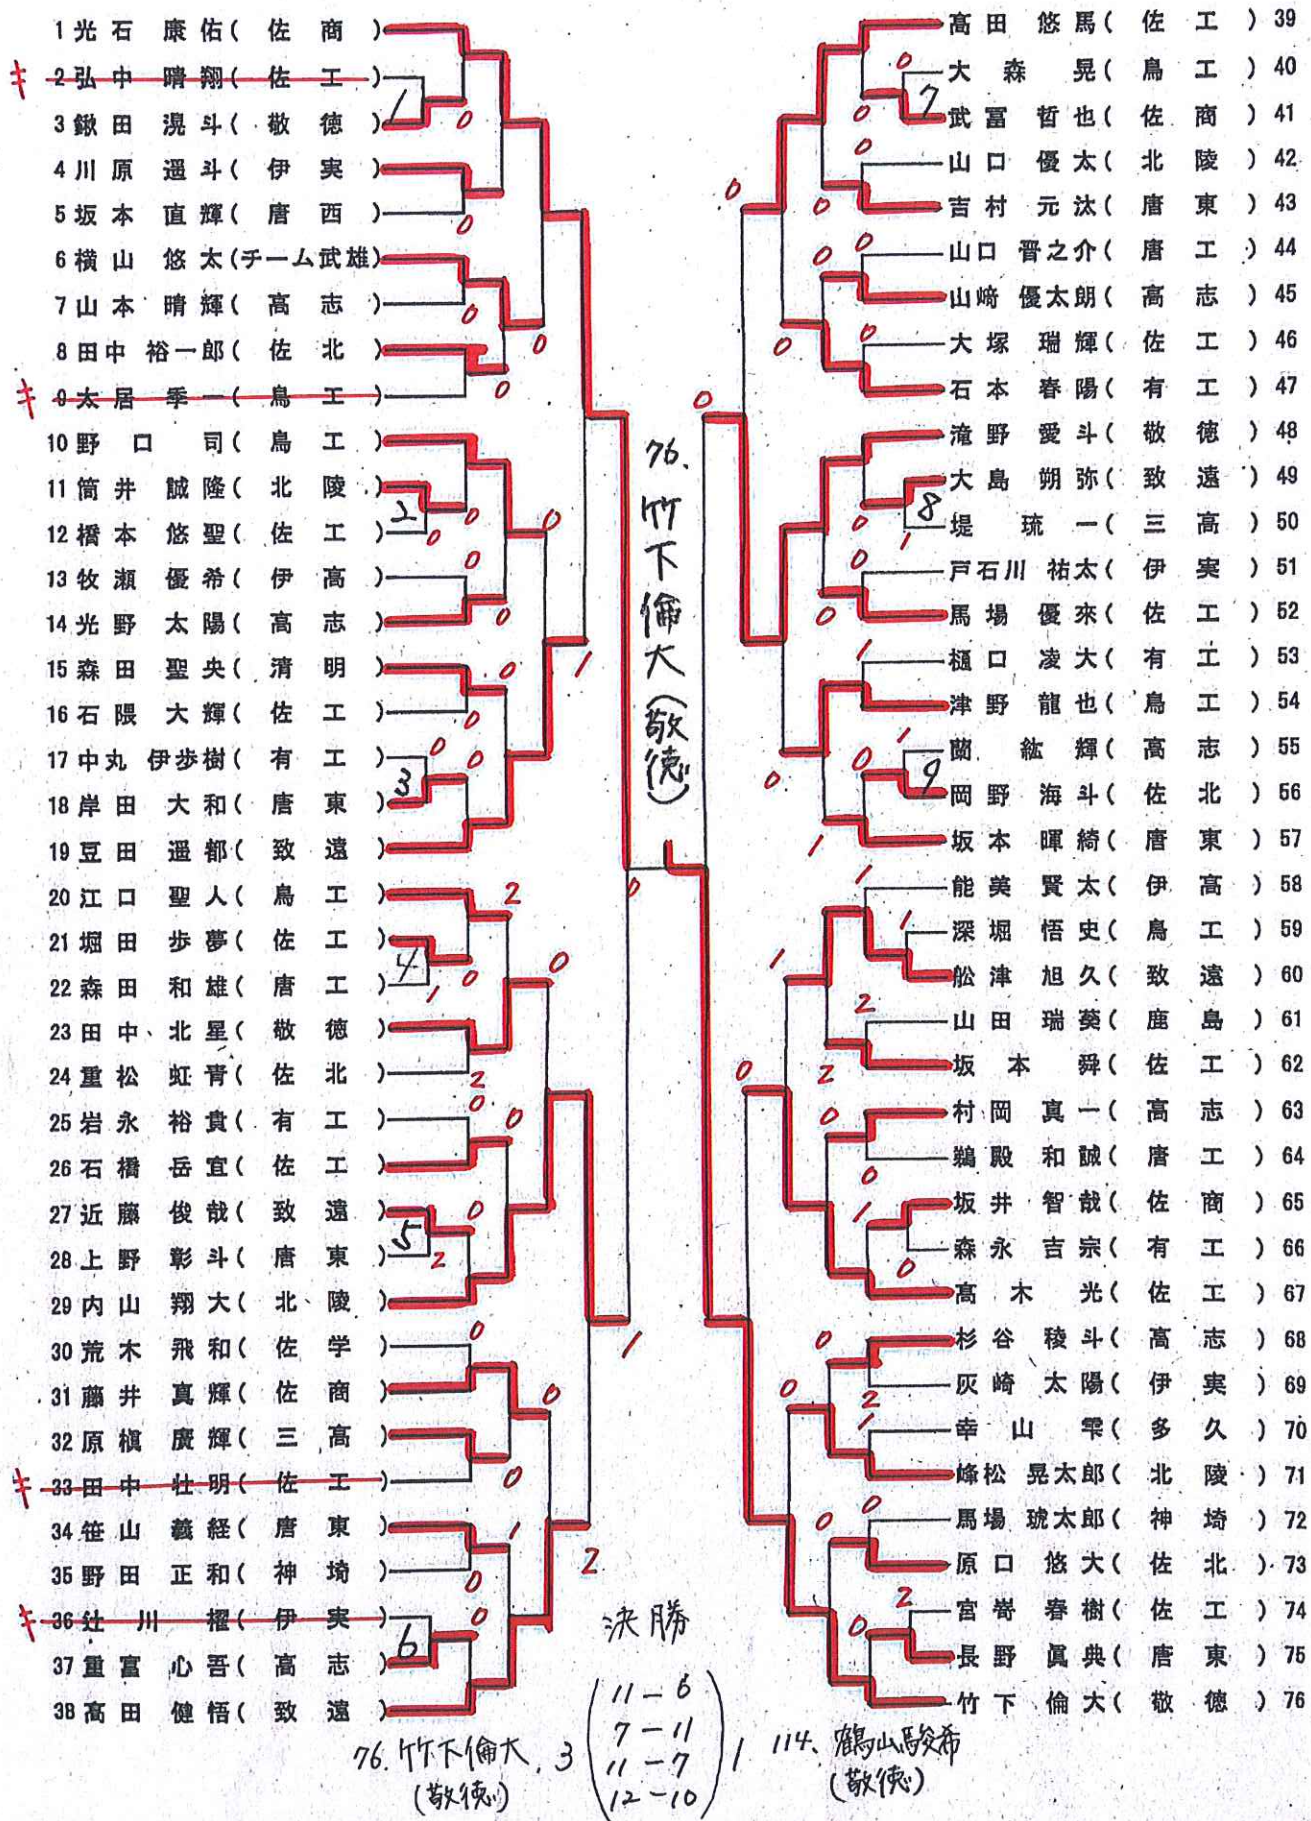 1 光石 康佑( 佐 商 )
キ 2 弘中 晴翔( 佐 工 )
3 鍬田 滉斗( 敬 徳 )
4 川原 遥斗( 伊 実 )
5 坂本 直輝( 唐 西 )
6 横山 悠太(チーム武雄)
7 山本 晴輝( 高 志 )
8 田中 裕一郎( 佐 北 )
キ 9 太居 季一( 鳥 工 )
10 野口 司( 鳥 工 )
11 筒井 誠隆( 北 陵 )
12 橋本 悠聖( 佐 工 )
13 牧瀬 優希( 伊 高 )
14 光野 太陽( 高 志 )
15 森田 聖央( 清 明 )
16 石隈 大輝( 佐 工 )
17 中丸 伊歩樹( 有 工 )
18 岸田 大和( 唐 東 )
19 豆田 遥都( 致 遠 )
20 江口 聖人( 鳥 工 )
21 堀田 歩夢( 佐 工 )
22 森田 和雄( 唐 工 )
23 田中 北星( 敬 徳 )
24 重松 虹青( 佐 北 )
25 岩永 裕貴( 有 工 )
26 石橋 岳宜( 佐 工 )
27 近藤 俊哉( 致 遠 )
28 上野 彰斗( 唐 東 )
29 内山 翔大( 北 陵 )
30 荒木 飛和( 佐 学 )
31 藤井 真輝( 佐 商 )
32 原槇 廣輝( 三 高 )
キ 33 田中 壮明( 佐 工 )
34 笹山 義経( 唐 東 )
35 野田 正和( 神 埼 )
キ 36 辻川 櫂( 伊 実 )
37 重富 心吾( 高 志 )
38 髙田 健悟( 致 遠 )
1
2
3
4
5
6
76. 竹下倫大(敬徳)
髙田 悠馬( 佐 工 ) 39
大森 晃( 鳥 工 ) 40
武冨 哲也( 佐 商 ) 41
山口 優太( 北 陵 ) 42
吉村 元汰( 唐 東 ) 43
山口 晋之介( 唐 工 ) 44
山﨑 優太朗( 高 志 ) 45
大塚 瑞輝( 佐 工 ) 46
石本 春陽( 有 工 ) 47
滝野 愛斗( 敬 徳 ) 48
大島 朔弥( 致 遠 ) 49
堤 琉一( 三 高 ) 50
戸石川 祐太( 伊 実 ) 51
馬場 優来( 佐 工 ) 52
樋口 凌大( 有 工 ) 53
津野 龍也( 鳥 工 ) 54
蘭 紘輝( 高 志 ) 55
岡野 海斗( 佐 北 ) 56
坂本 暉綺( 唐 東 ) 57
能美 賢太( 伊 高 ) 58
深堀 悟史( 鳥 工 ) 59
舩津 旭久( 致 遠 ) 60
山田 瑞葵( 鹿 島 ) 61
坂本 舜( 佐 工 ) 62
村岡 真一( 高 志 ) 63
鵜殿 和誠( 唐 工 ) 64
坂井 智哉( 佐 商 ) 65
森永 吉宗( 有 工 ) 66
髙木 光( 佐 工 ) 67
杉谷 稜斗( 高 志 ) 68
灰崎 太陽( 伊 実 ) 69
幸山 雫( 多 久 ) 70
峰松 晃太郎( 北 陵 ) 71
馬場 琥太郎( 神 埼 ) 72
原口 悠大( 佐 北 ) 73
宮嵜 春樹( 佐 工 ) 74
長野 眞典( 唐 東 ) 75
竹下 倫大( 敬 徳 ) 76
7
8
9
決勝
11-6
7-11
11-7
12-10
76. 竹下倫大 3
(敬徳)
1 114. 鶴山駿希
(敬徳)